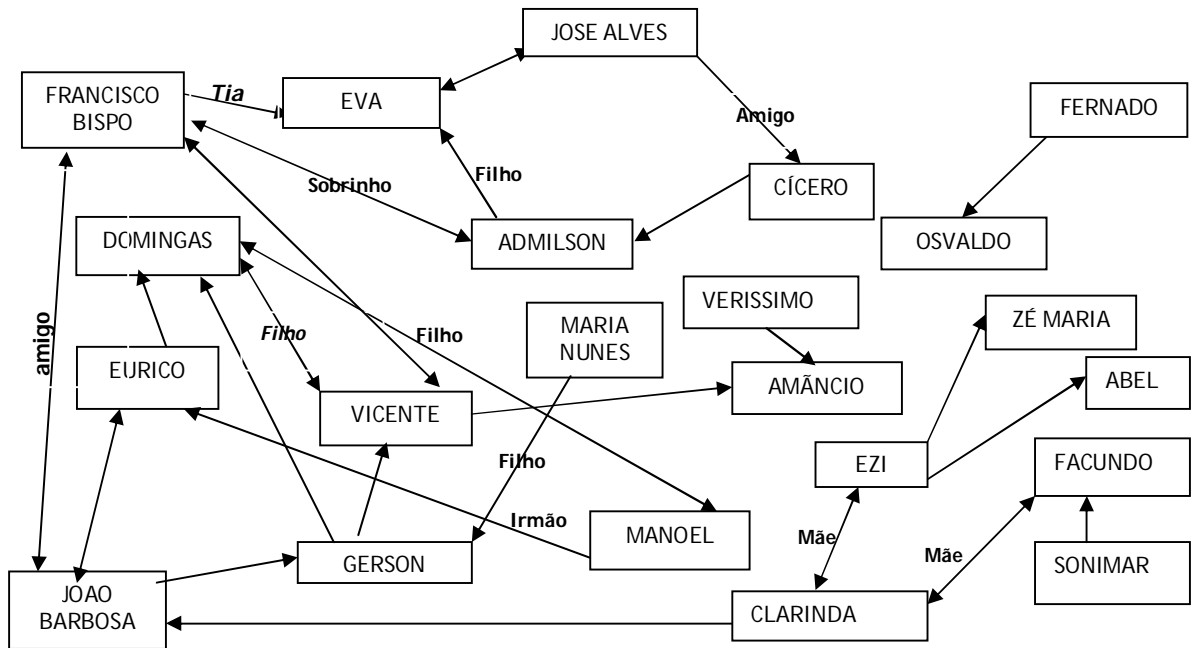 JOSE ALVES
FRANCISCO
BISPO
Tia
EVA
Amigo
FERNADO
Sobrinho
Filho
CÍCERO
DOMINGAS
ADMILSON
OSVALDO
VERISSIMO
amigo
Filho
Filho
MARIA
NUNES
ZÉ MARIA
EURICO
AMÃNCIO
ABEL
VICENTE
Filho
EZI
FACUNDO
Irmão
MANOEL
Mãe
Mãe
GERSON
SONIMAR
JOAO
BARBOSA
CLARINDA